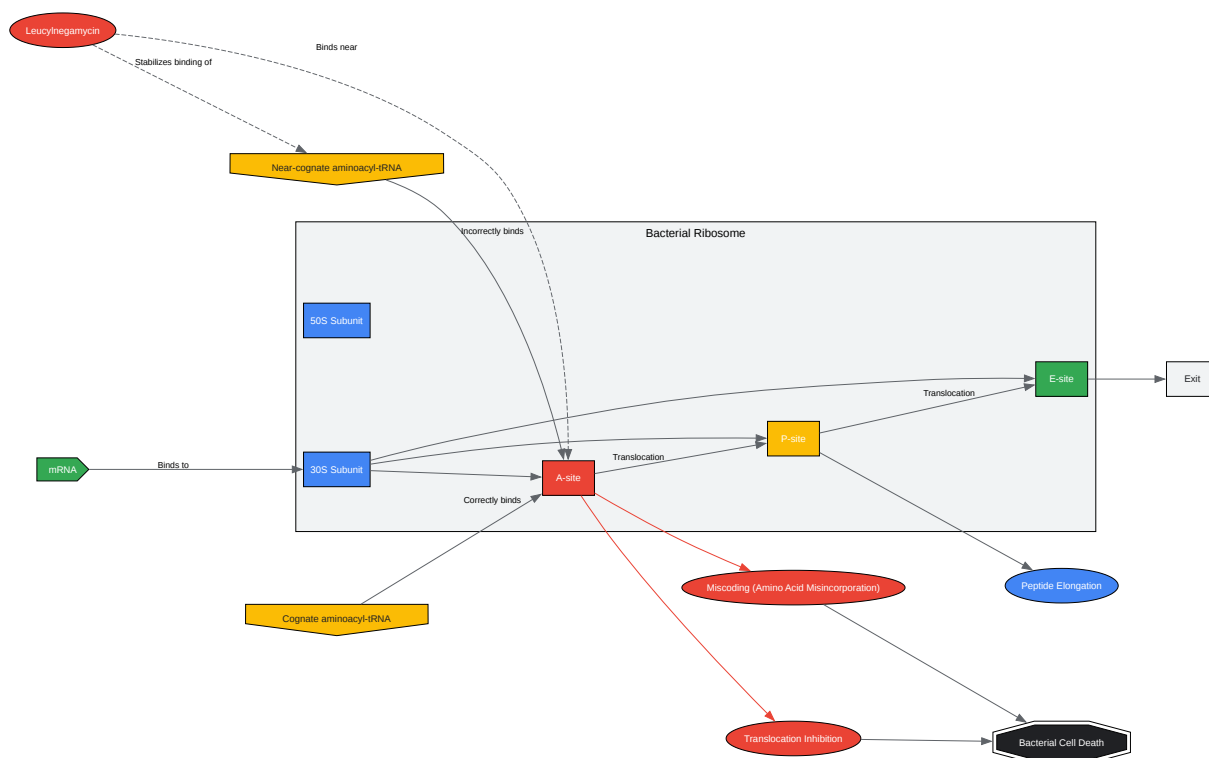 Leucylnegamycin
Binds near
Stabilizes binding of
Near-cognate aminoacyl-tRNA
Incorrectly binds
Bacterial Ribosome
50S Subunit
E-site
Exit
Translocation
P-site
Translocation
mRNA
Binds to
30S Subunit
A-site
Correctly binds
Miscoding (Amino Acid Misincorporation)
Peptide Elongation
Cognate aminoacyl-tRNA
Translocation Inhibition
Bacterial Cell Death